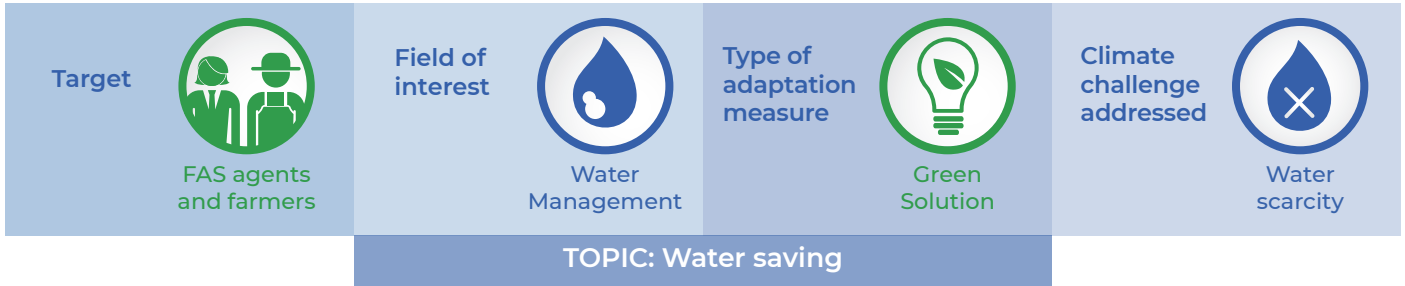 Target
FAS agents
and farmers
Field of
interest
Water
Management
Type of
adaptation
measure
Green
Solution
Climate
challenge
addressed
Water
scarcity
TOPIC: Water saving